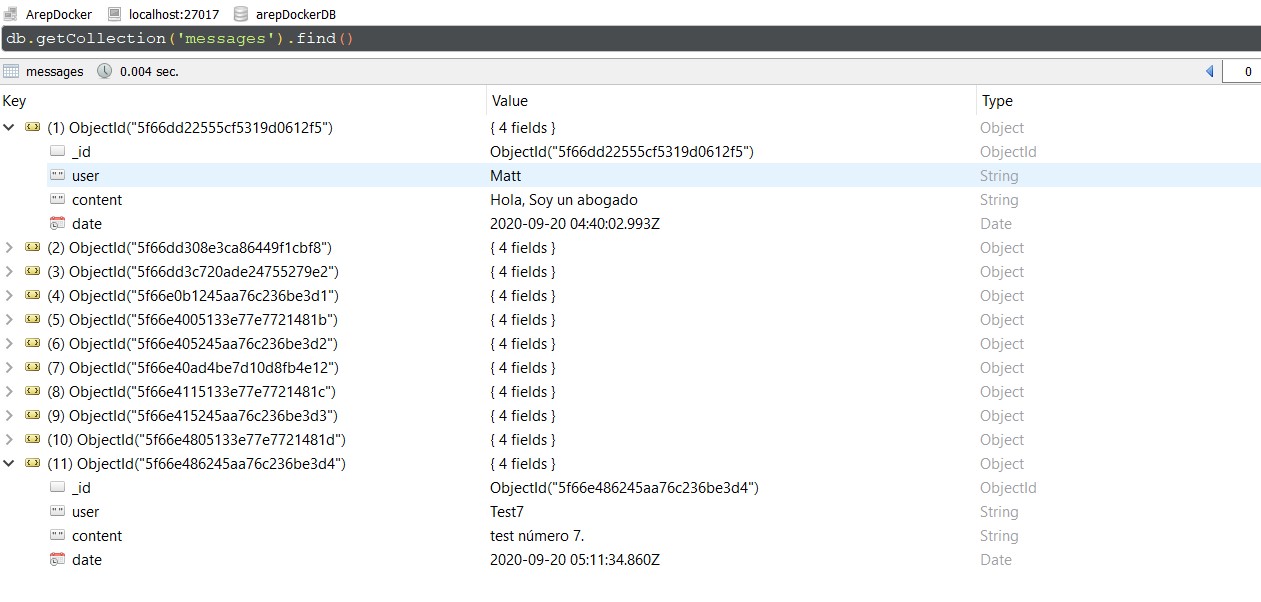 ArepDocker localhost:27017 arepDockerDB
db.getCollection('messages').find()
messages 0.004 sec. 0
Key Value Type
(1) ObjectId("5f66dd22555cf5319d0612f5") { 4 fields } Object
_id ObjectId("5f66dd22555cf5319d0612f5") ObjectId
user Matt String
content Hola, Soy un abogado String
date 2020-09-20 04:40:02.993Z Date
(2) ObjectId("5f66dd308e3ca86449f1cbf8") { 4 fields } Object
(3) ObjectId("5f66dd3c720ade24755279e2") { 4 fields } Object
(4) ObjectId("5f66e0b1245aa76c236be3d1") { 4 fields } Object
(5) ObjectId("5f66e4005133e77e7721481b") { 4 fields } Object
(6) ObjectId("5f66e405245aa76c236be3d2") { 4 fields } Object
(7) ObjectId("5f66e40ad4be7d10d8fb4e12") { 4 fields } Object
(8) ObjectId("5f66e4115133e77e7721481c") { 4 fields } Object
(9) ObjectId("5f66e415245aa76c236be3d3") { 4 fields } Object
(10) ObjectId("5f66e4805133e77e7721481d") { 4 fields } Object
(11) ObjectId("5f66e486245aa76c236be3d4") { 4 fields } Object
_id ObjectId("5f66e486245aa76c236be3d4") ObjectId
user Test7 String
content test número 7. String
date 2020-09-20 05:11:34.860Z Date